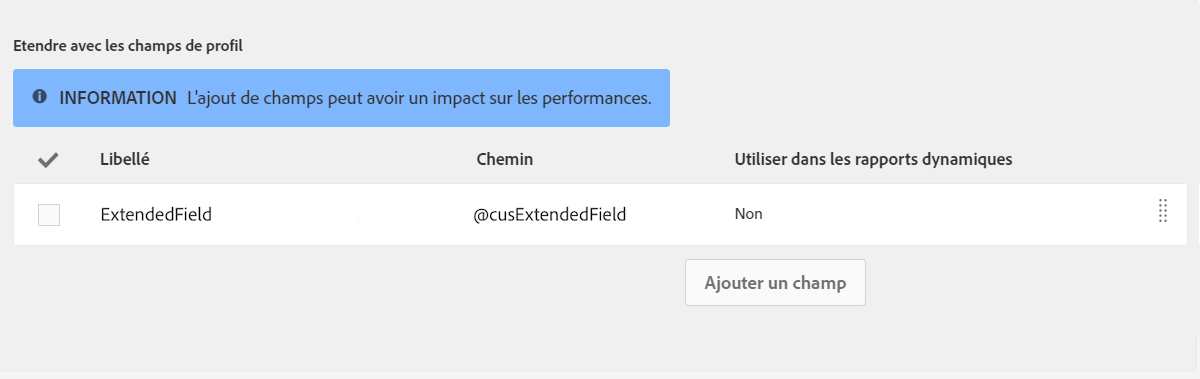 Etendre avec les champs de profil
INFORMATION L'ajout de champs peut avoir un impact sur les performances.
Libellé Chemin Utiliser dans les rapports dynamiques
ExtendedField @cusExtendedField Non
Ajouter un champ